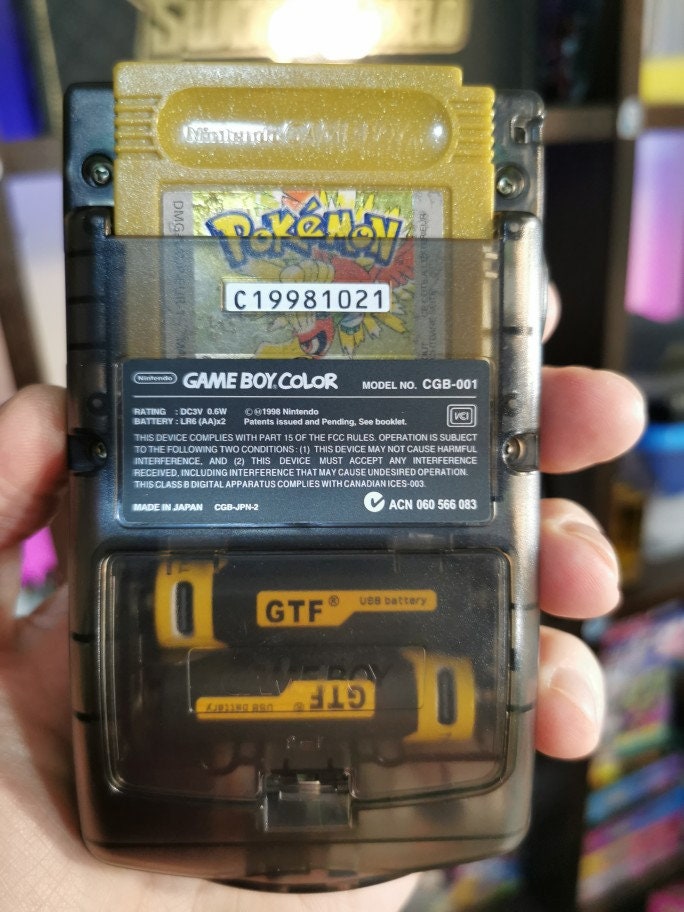 Nintendo GAME BOY
POKéMON
C19981021
Nintendo GAME BOY COLOR MODEL NO. CGB-001
RATING : DC3V 0.6W © Ⓜ1998 Nintendo
BATTERY : LR6 (AA)x2 Patents issued and Pending, See booklet.
VCI
THIS DEVICE COMPLIES WITH PART 15 OF THE FCC RULES. OPERATION IS SUBJECT
TO THE FOLLOWING TWO CONDITIONS: (1) THIS DEVICE MAY NOT CAUSE HARMFUL
INTERFERENCE, AND (2) THIS DEVICE MUST ACCEPT ANY INTERFERENCE
RECEIVED, INCLUDING INTERFERENCE THAT MAY CAUSE UNDESIRED OPERATION.
THIS CLASS B DIGITAL APPARATUS COMPLIES WITH CANADIAN ICES-003.
MADE IN JAPAN CGB-JPN-2 ACN 060 566 083
GTF® USB battery
GAME BOY
GTF® USB battery